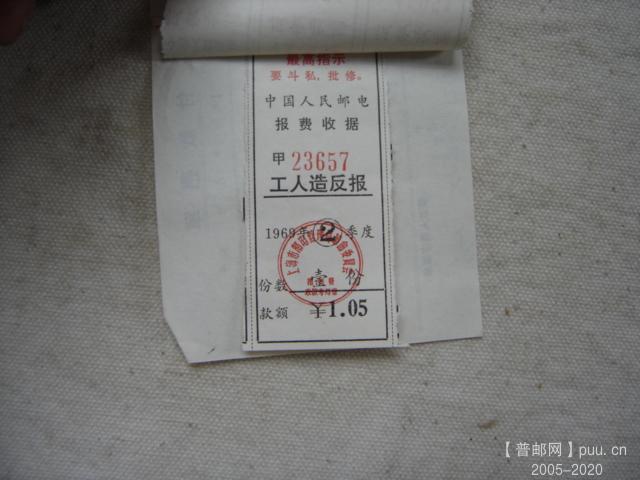 最高指示
要斗私,批修。
中国人民邮电
报费收据
甲 23657
工人造反报
1969年 2 季度
份数 壹 份
款额 ¥1.05
【普邮网】puu.cn
2005-2020